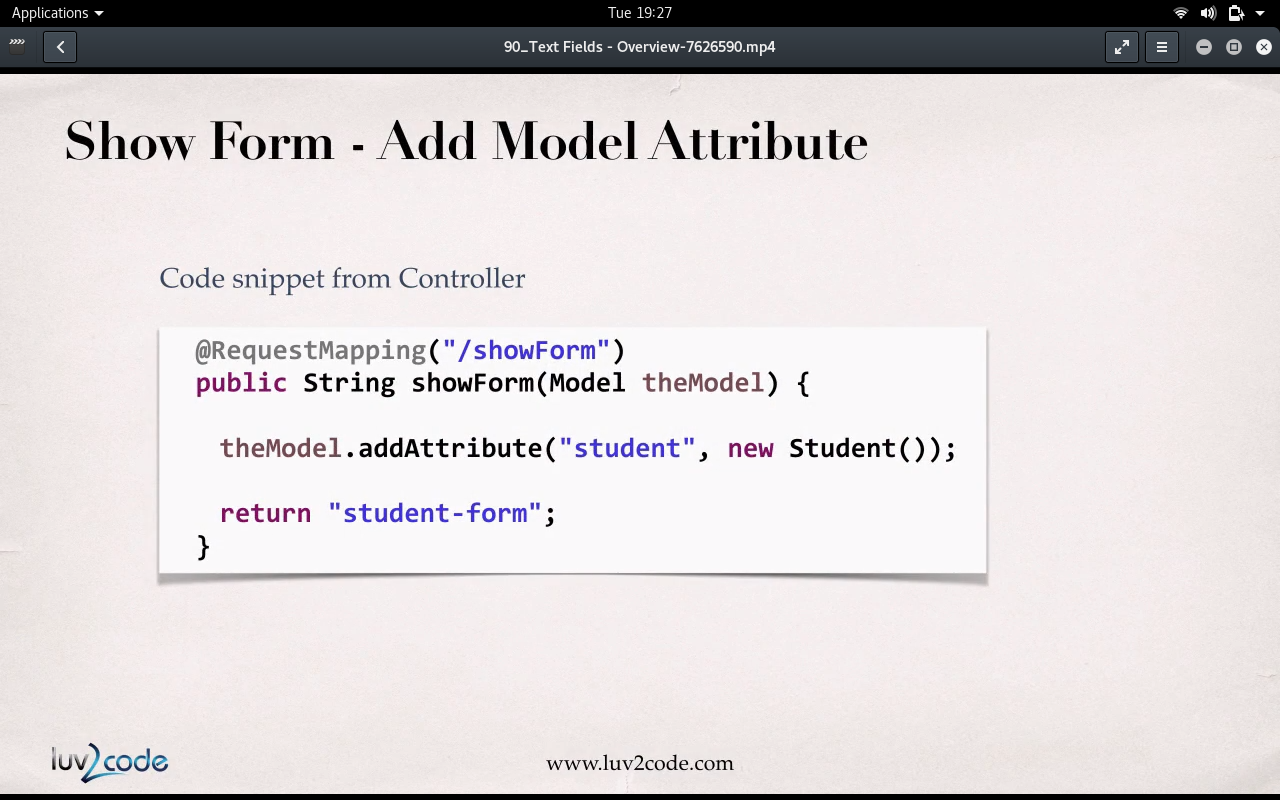 Applications
Tue 19:27
90_Text Fields - Overview-7626590.mp4
Show Form - Add Model Attribute
Code snippet from Controller
@RequestMapping("/showForm")
public String showForm(Model theModel) {
theModel.addAttribute("student", new Student());
return "student-form";
}
luv2code
www.luv2code.com